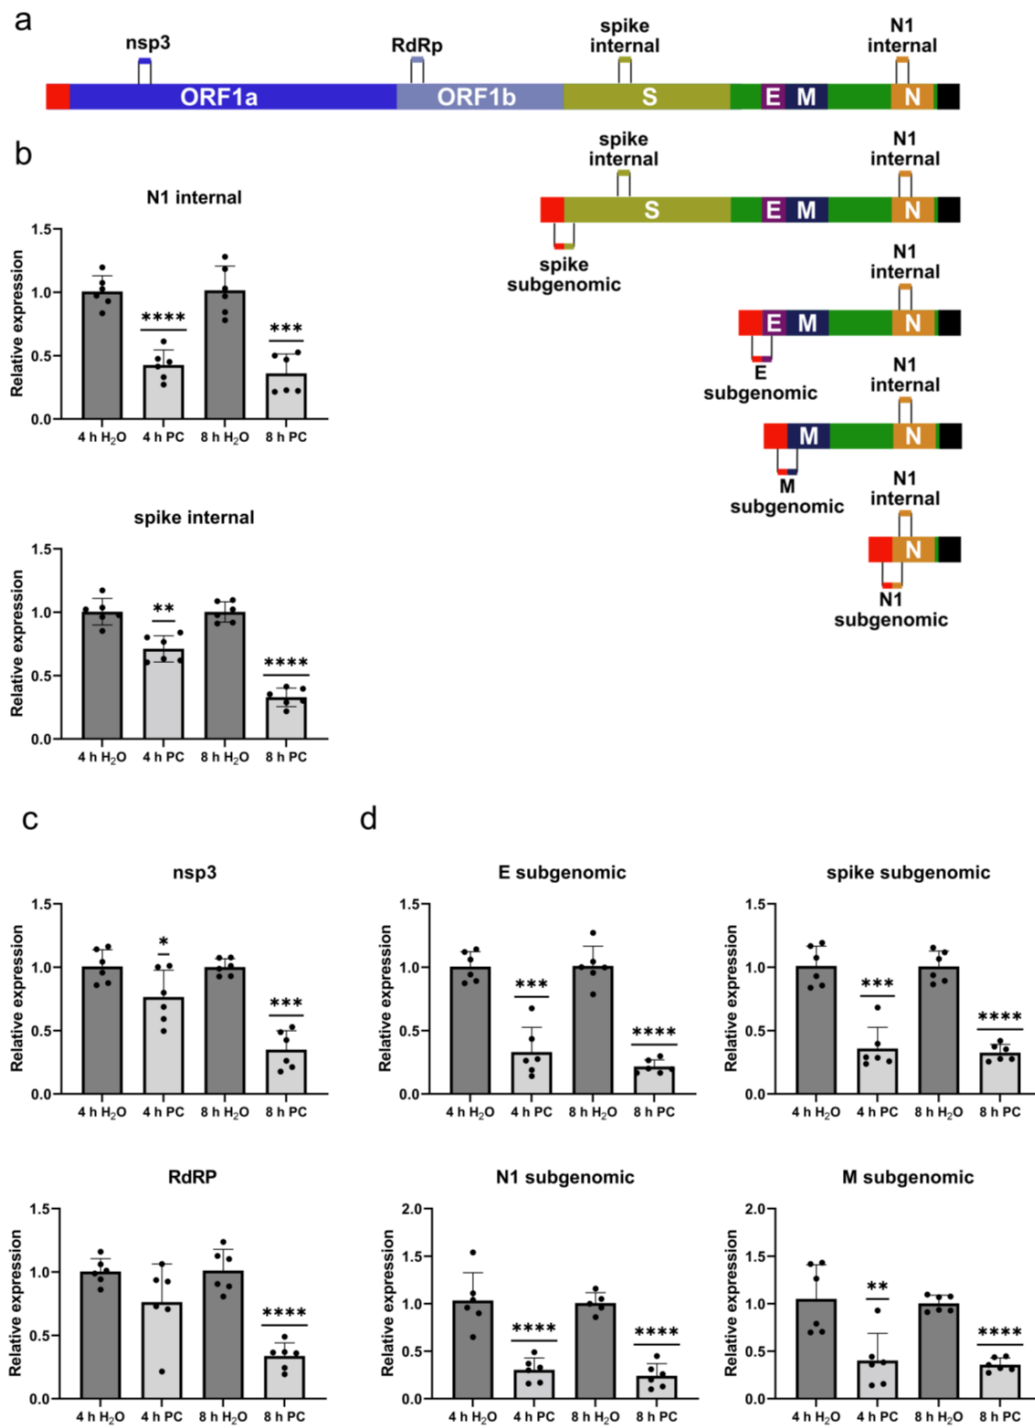 a
nsp3
RdRp
spike
internal
N1
internal
ORF1a
ORF1b
S
E
M
N
spike
internal
N1
internal
S
E
M
N
spike
subgenomic
N1
internal
E
M
N
E
subgenomic
N1
internal
M
N
M
subgenomic
N1
internal
N
N1
subgenomic
b
N1 internal
Relative expression
1.5
1.0
0.5
0.0
****
***
4 h H₂O
4 h PC
8 h H₂O
8 h PC
spike internal
Relative expression
1.5
1.0
0.5
0.0
**
****
4 h H₂O
4 h PC
8 h H₂O
8 h PC
c
nsp3
Relative expression
1.5
1.0
0.5
0.0
*
***
4 h H₂O
4 h PC
8 h H₂O
8 h PC
RdRP
Relative expression
1.5
1.0
0.5
0.0
****
4 h H₂O
4 h PC
8 h H₂O
8 h PC
d
E subgenomic
Relative expression
1.5
1.0
0.5
0.0
***
****
4 h H₂O
4 h PC
8 h H₂O
8 h PC
spike subgenomic
Relative expression
1.5
1.0
0.5
0.0
***
****
4 h H₂O
4 h PC
8 h H₂O
8 h PC
N1 subgenomic
Relative expression
2.0
1.5
1.0
0.5
0.0
****
****
4 h H₂O
4 h PC
8 h H₂O
8 h PC
M subgenomic
Relative expression
2.0
1.5
1.0
0.5
0.0
**
****
4 h H₂O
4 h PC
8 h H₂O
8 h PC